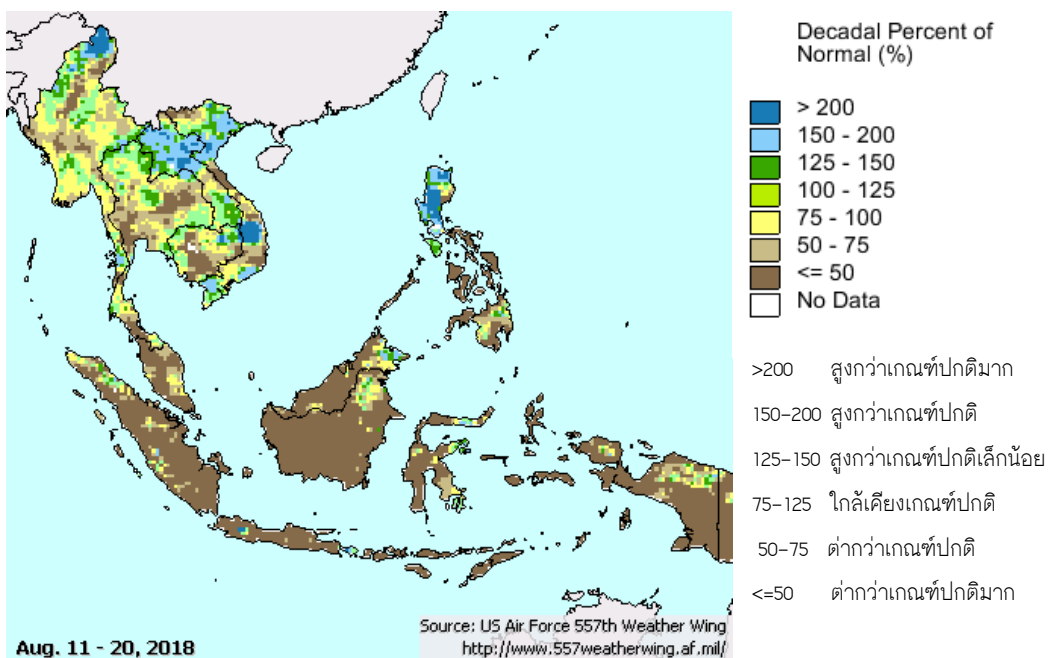 Decadal Percent of
Normal (%)
> 200
150 - 200
125 - 150
100 - 125
75 - 100
50 - 75
<= 50
No Data
>200 สูงกว่าเกณฑ์ปกติมาก
150-200 สูงกว่าเกณฑ์ปกติ
125-150 สูงกว่าเกณฑ์ปกติเล็กน้อย
75-125 ใกล้เคียงเกณฑ์ปกติ
50-75 ต่ำกว่าเกณฑ์ปกติ
<=50 ต่ำกว่าเกณฑ์ปกติมาก
Source: US Air Force 557th Weather Wing
Aug. 11 - 20, 2018 http://www.557weatherwing.af.mil/